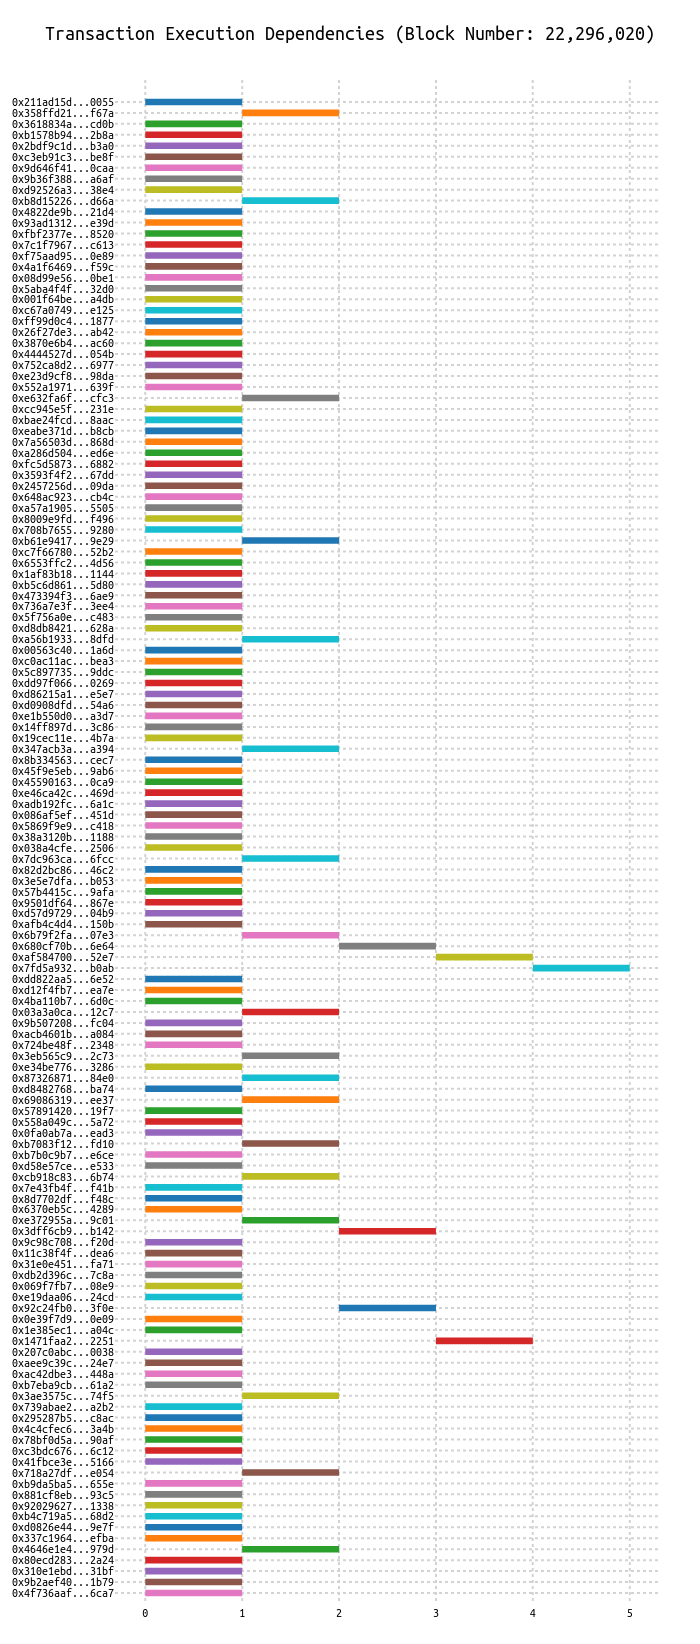 Transaction Execution Dependencies (Block Number: 22,296,020)
0x211ad15d...0055
0x358ffd21...f67a
0x3618834a...cd0b
0xb1578b94...2b8a
0x2bdf9c1d...b3a0
0xc3eb91c3...be8f
0x9d646f41...0caa
0x9b36f388...a6af
0xd92526a3...38e4
0xb8d15226...d66a
0x4822de9b...21d4
0x93ad1312...e39d
0xfbf2377e...8520
0x7c1f7967...c613
0xf75aad95...0e89
0x4a1f6469...f59c
0x08d99e56...0be1
0x5aba4f4f...32d0
0x001f64be...a4db
0xc67a0749...e125
0xff99d0c4...1877
0x26f27de3...ab42
0x3870e6b4...ac60
0x4444527d...054b
0x752ca8d2...6977
0xe23d9cf8...98da
0x552a1971...639f
0xe632fa6f...cfc3
0xcc945e5f...231e
0xbae24fcd...8aac
0xeabe371d...b8cb
0x7a56503d...868d
0xa286d504...ed6e
0xfc5d5873...6882
0x3593f4f2...67dd
0x2457256d...09da
0x648ac923...cb4c
0xa57a1905...5505
0x8009e9fd...f496
0x708b7655...9280
0xb61e9417...9e29
0xc7f66780...52b2
0x6553ffc2...4d56
0x1af83b18...1144
0xb5c6d861...5d80
0x473394f3...6ae9
0x736a7e3f...3ee4
0x5f756a0e...c483
0xd8db8421...628a
0xa56b1933...8dfd
0x00563c40...1a6d
0xc0ac11ac...bea3
0x5c897735...9ddc
0xdd97f066...0269
0xd86215a1...e5e7
0xd0908dfd...54a6
0xe1b550d0...a3d7
0x14ff897d...3c86
0x19cec11e...4b7a
0x347acb3a...a394
0x8b334563...cec7
0x45f9e5eb...9ab6
0x45590163...0ca9
0xe46ca42c...469d
0xadb192fc...6a1c
0x086af5ef...451d
0x5869f9e9...c418
0x38a3120b...1188
0x038a4cfe...2506
0x7dc963ca...6fcc
0x82d2bc86...46c2
0x3e5e7dfa...b053
0x57b4415c...9afa
0x9501df64...867e
0xd57d9729...04b9
0xafb4c4d4...150b
0x6b79f2fa...07e3
0x680cf70b...6e64
0xaf584700...52e7
0x7fd5a932...b0ab
0xdd822aa5...6e52
0xd12f4fb7...ea7e
0x4ba110b7...6d0c
0x03a3a0ca...12c7
0x9b507208...fc04
0xacb4601b...a084
0x724be48f...2348
0x3eb565c9...2c73
0xe34be776...3286
0x87326871...84e0
0xd8482768...ba74
0x69086319...ee37
0x57891420...19f7
0x558a049c...5a72
0x0fa0ab7a...ead3
0xb7083f12...fd10
0xb7b0c9b7...e6ce
0xd58e57ce...e533
0xcb918c83...6b74
0x7e43fb4f...f41b
0x8d7702df...f48c
0x6370eb5c...4289
0xe372955a...9c01
0x3dff6cb9...b142
0x9c98c708...f20d
0x11c38f4f...dea6
0x31e0e451...fa71
0xdb2d396c...7c8a
0x069f7fb7...08e9
0xe19daa06...24cd
0x92c24fb0...3f0e
0x0e39f7d9...0e09
0x1e385ec1...a04c
0x1471faa2...2251
0x207c0abc...0038
0xaee9c39c...24e7
0xac42dbe3...448a
0xb7eba9cb...61a2
0x3ae3575c...74f5
0x739abae2...a2b2
0x295287b5...c8ac
0x4c4cfec6...3a4b
0x78bf0d5a...90af
0xc3bdc676...6c12
0x41fbce3e...5166
0x718a27df...e054
0xb9da5ba5...655e
0x881cf8eb...93c5
0x92029627...1338
0xb4c719a5...68d2
0xd0826e44...9e7f
0x337c1964...efba
0x4646e1e4...979d
0x80ecd283...2a24
0x310e1ebd...31bf
0x9b2aef40...1b79
0x4f736aaf...6ca7
0 1 2 3 4 5